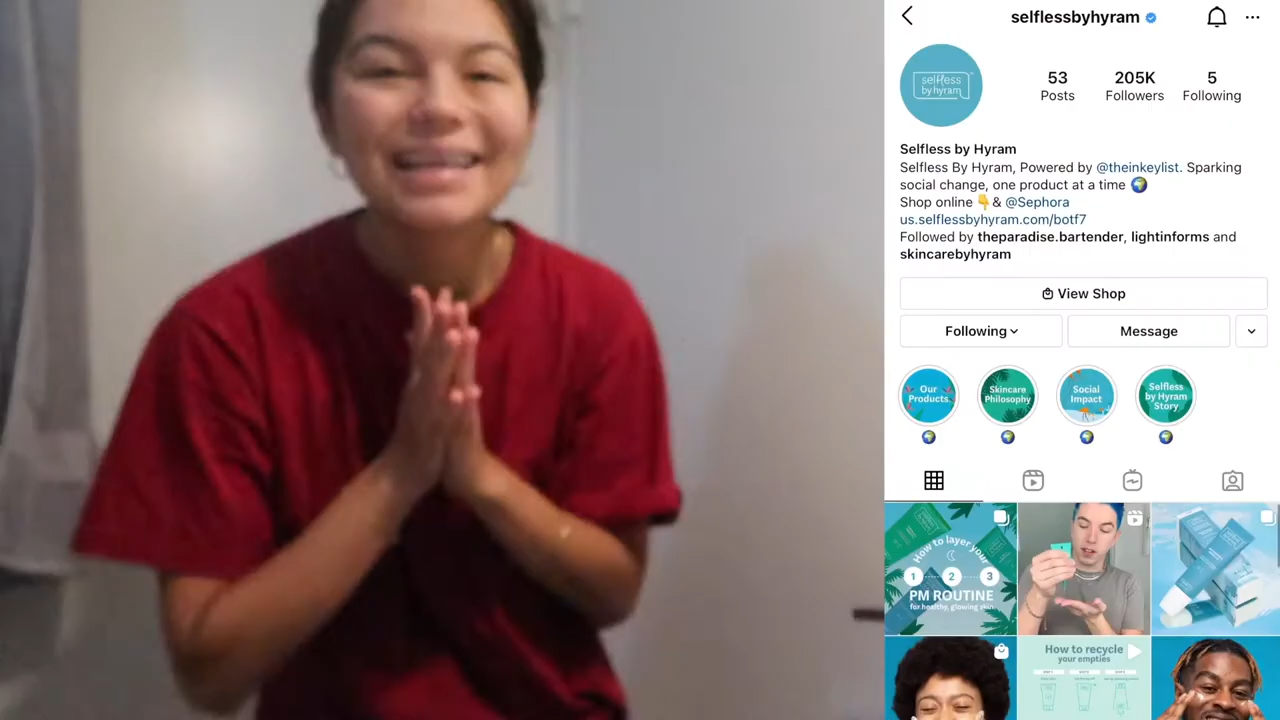 selflessbyhyram
selfless
by hyram
53
205K
5
Posts
Followers
Following
Selfless by Hyram
Selfless By Hyram, Powered by @theinkeylist. Sparking
social change, one product at a time
Shop online & @Sephora
us.selflessbyhyram.com/botf7
Followed by theparadise.bartender, lightinforms and
skincarebyhyram
View Shop
Following
Message
Our
Products
Skincare
Philosophy
Social
Impact
Selfless
by Hyram
Story
How to layer your
1 2 3
PM ROUTINE
for healthy, glowing skin
How to recycle
your empties